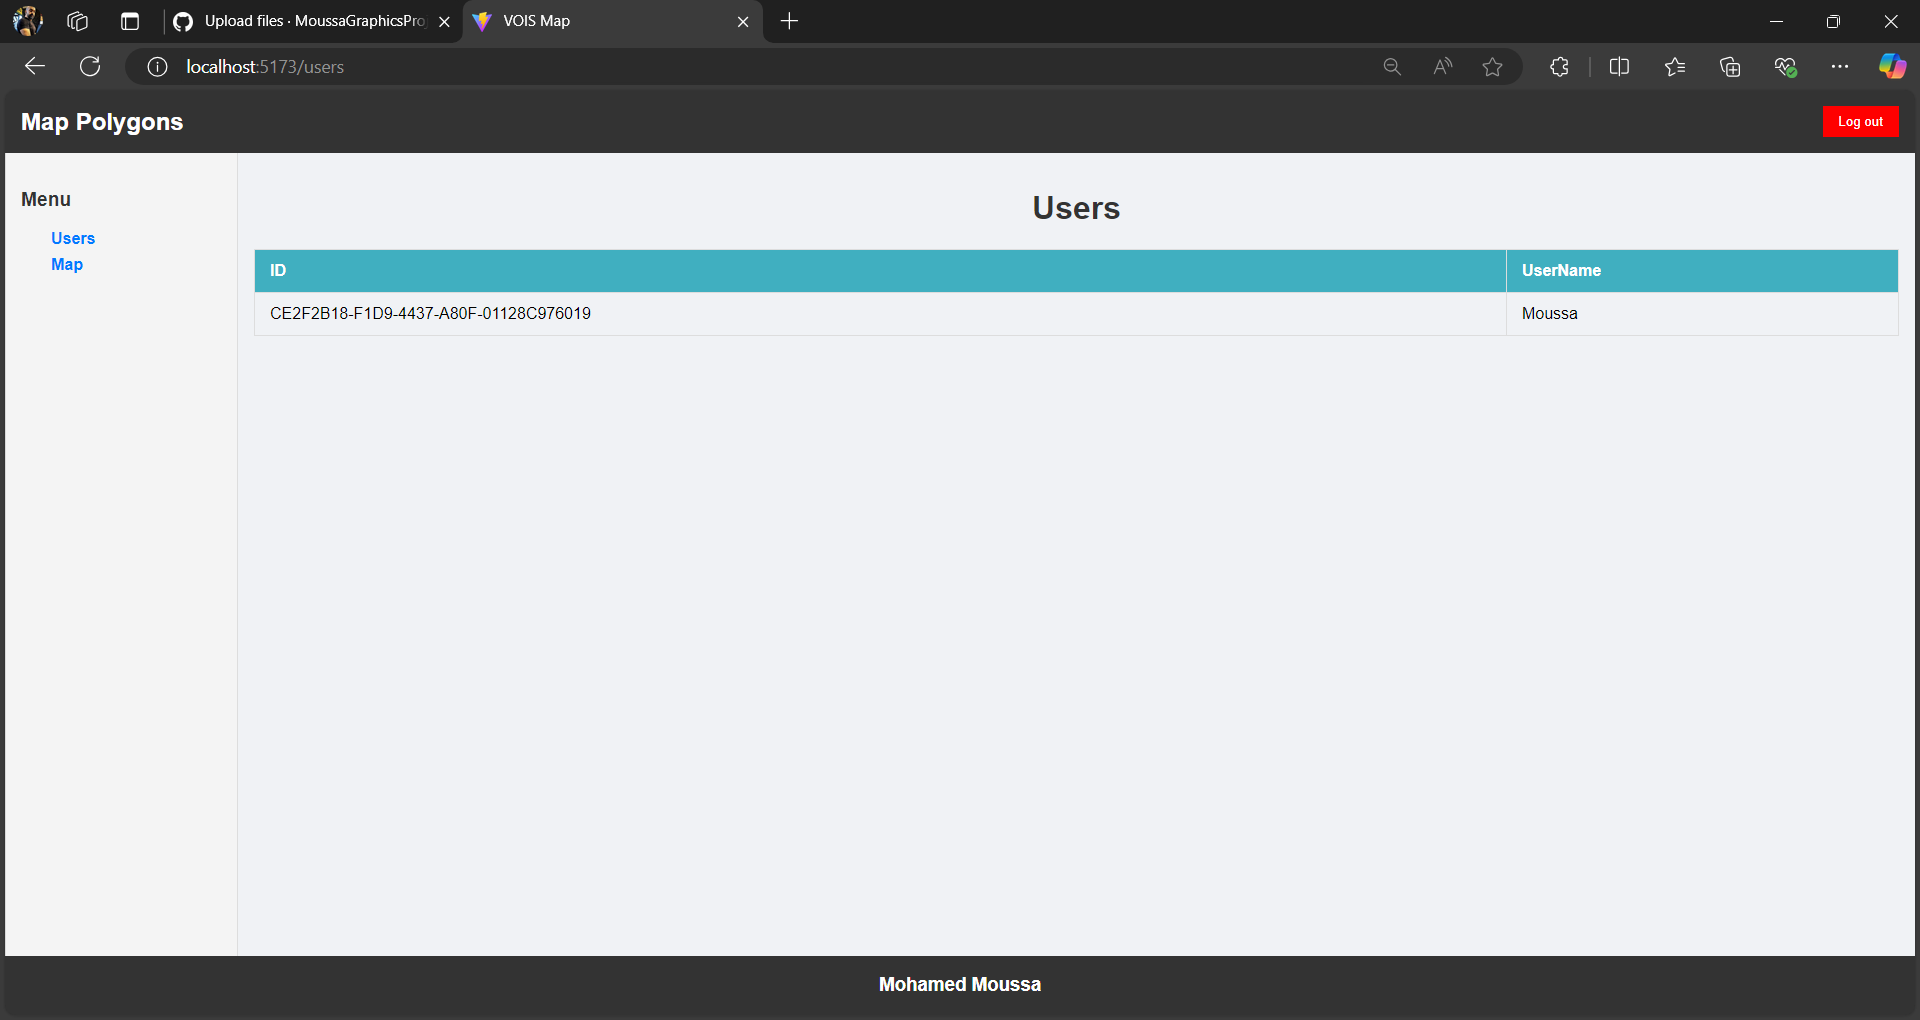 Upload files · MoussaGraphicsPro
VOIS Map
localhost:5173/users
Map Polygons
Log out
Menu
Users
Map
Users
ID UserName
CE2F2B18-F1D9-4437-A80F-01128C976019 Moussa
Mohamed Moussa